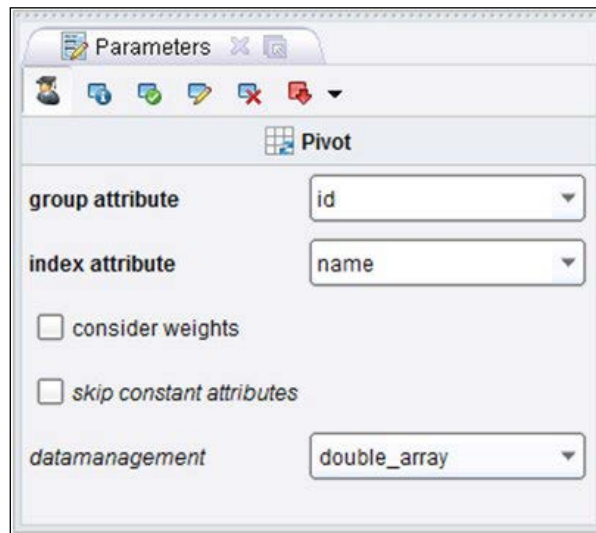 Parameters
Pivot
group attribute id
index attribute name
consider weights
skip constant attributes
datamanagement double_array